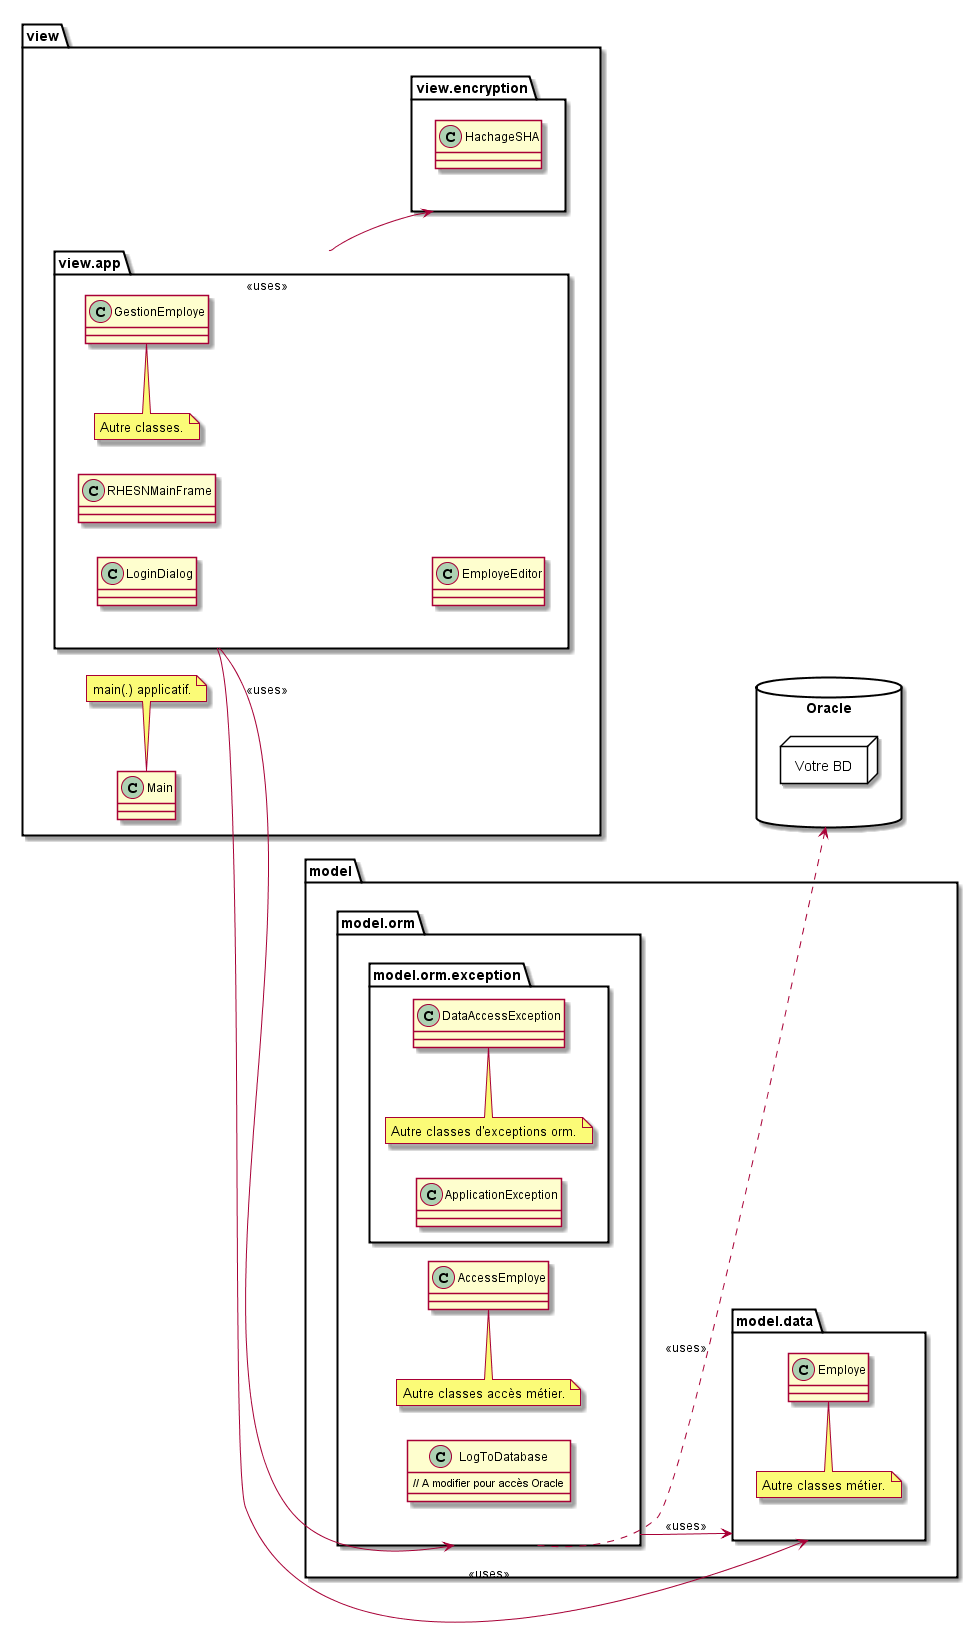 view
view.encryption
C HachageSHA
view.app
«uses»
C GestionEmploye
Autre classes.
C RHESNMainFrame
C LoginDialog
C EmployeEditor
main(.) applicatif.
«uses»
C Main
Oracle
Votre BD
model
model.orm
model.orm.exception
C DataAccessException
Autre classes d'exceptions orm.
C ApplicationException
C AccessEmploye
Autre classes accès métier.
C LogToDatabase
// A modifier pour accès Oracle
«uses»
model.data
C Employe
Autre classes métier.
«uses»
«uses»